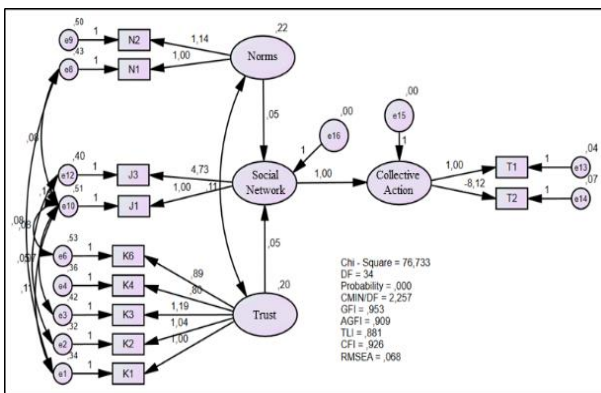 ,50
e9 1 N2 1,14 Norms ,22
,43
e8 1 N1 1,00
,05
,00
e16
1
,00
e15
1
,08
,40
e12 1 J3 4,73 Social Network 1,00 Collective Action 1,00 T1 1 e13 ,04
,51
e10 1 J1 1,00 ,11
-8,12 T2 1 e14 ,07
,08
,05
,11
,53
e6 1 K6 ,89 ,05
,36
e4 1 K4 ,80
,42
e3 1 K3 1,19 Trust ,20
,32
e2 1 K2 1,04
,34
e1 1 K1 1,00
Chi - Square = 76,733
DF = 34
Probability = ,000
CMIN/DF = 2,257
GFI = ,953
AGFI = ,909
TLI = ,881
CFI = ,926
RMSEA = ,068